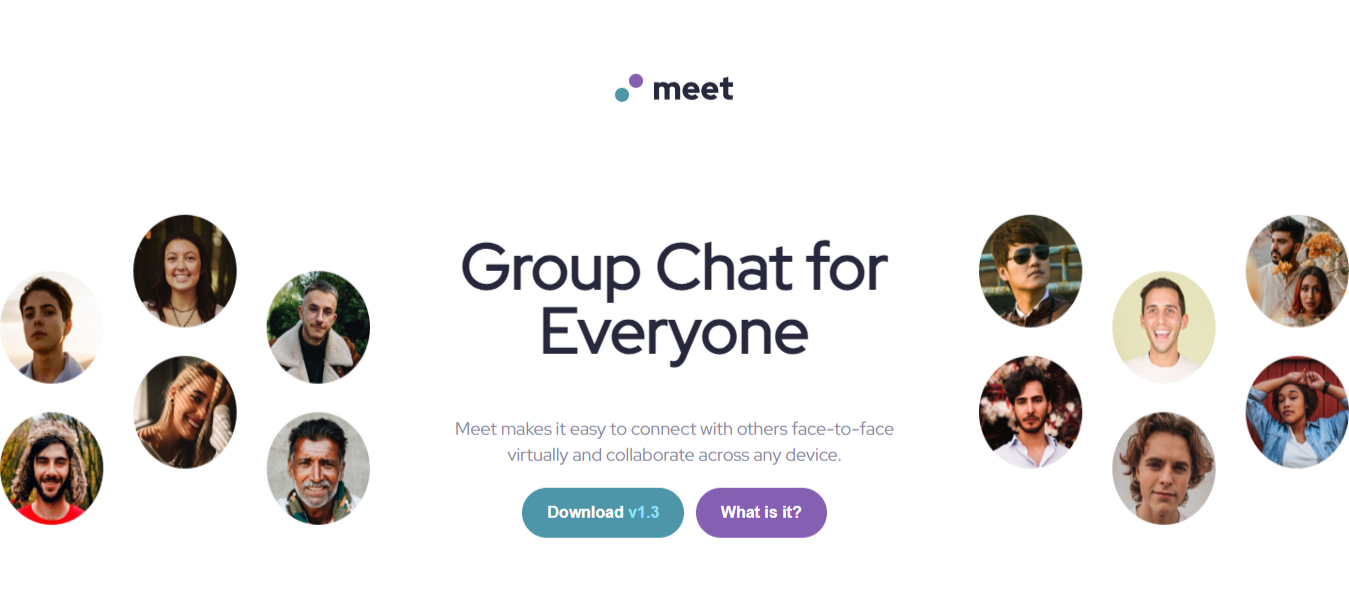 meet
Group Chat for
Everyone
Meet makes it easy to connect with others face-to-face
virtually and collaborate across any device.
Download v1.3
What is it?